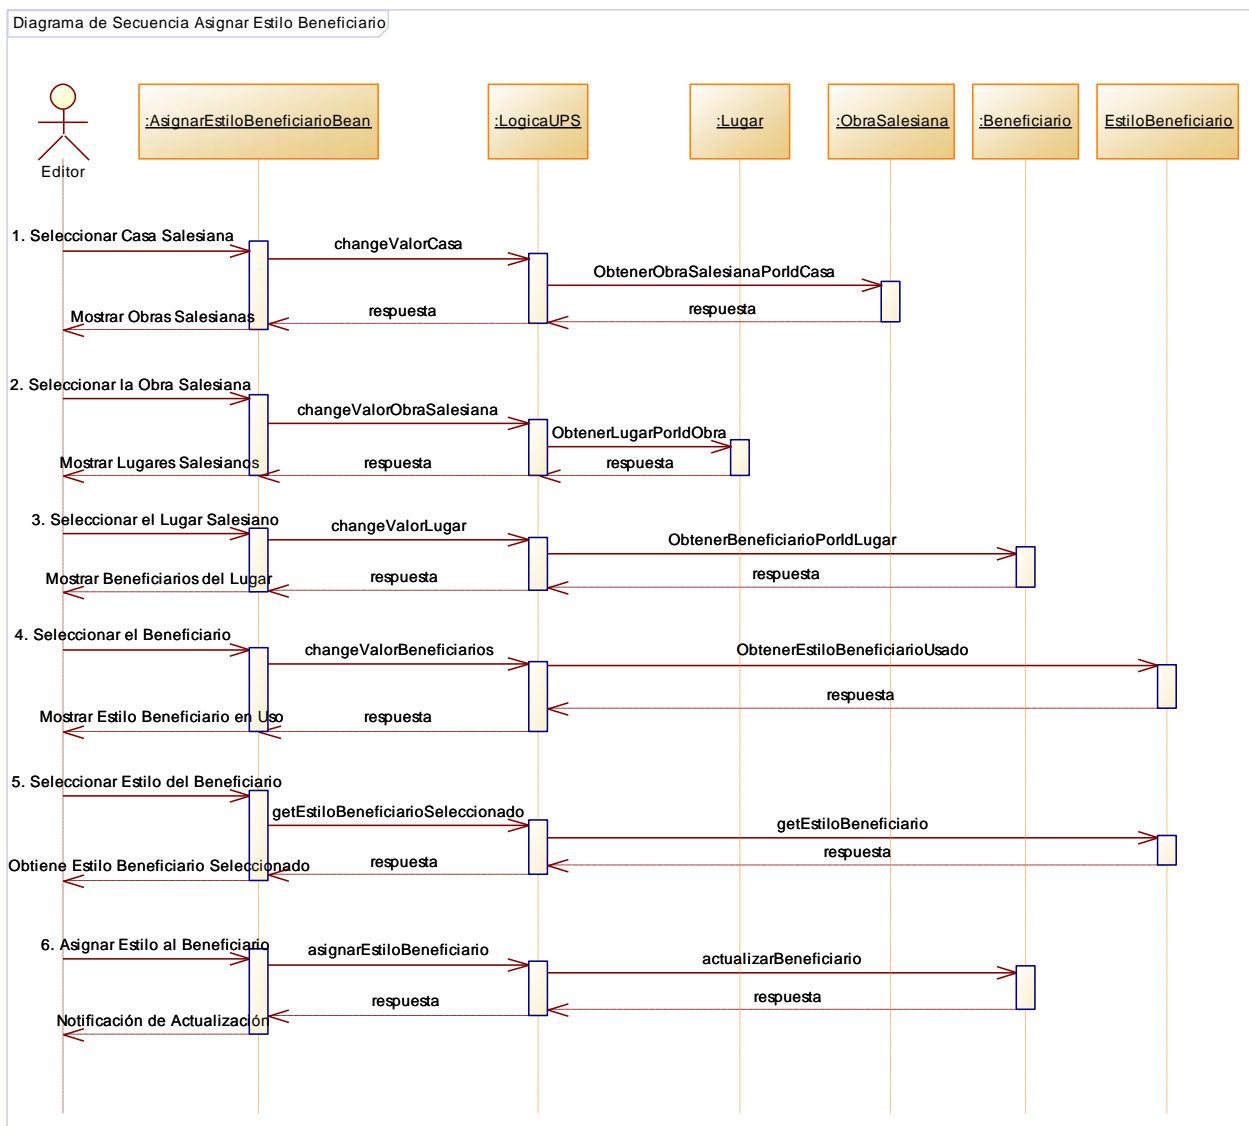 Diagrama de Secuencia Asignar Estilo Beneficiario
:AsignarEstiloBeneficiarioBean
:LogicaUPS
:Lugar
:ObraSalesiana
:Beneficiario
EstiloBeneficiario
Editor
1. Seleccionar Casa Salesiana
changeValorCasa
ObtenerObraSalesianaPorIdCasa
respuesta
respuesta
Mostrar Obras Salesianas
2. Seleccionar la Obra Salesiana
changeValorObraSalesiana
ObtenerLugarPorIdObra
respuesta
respuesta
Mostrar Lugares Salesianos
3. Seleccionar el Lugar Salesiano
changeValorLugar
ObtenerBeneficiarioPorIdLugar
respuesta
respuesta
Mostrar Beneficiarios del Lugar
4. Seleccionar el Beneficiario
changeValorBeneficiarios
ObtenerEstiloBeneficiarioUsado
respuesta
respuesta
Mostrar Estilo Beneficiario en Uso
5. Seleccionar Estilo del Beneficiario
getEstiloBeneficiarioSeleccionado
getEstiloBeneficiario
respuesta
respuesta
Obtiene Estilo Beneficiario Seleccionado
6. Asignar Estilo al Beneficiario
asignarEstiloBeneficiario
actualizarBeneficiario
respuesta
respuesta
Notificación de Actualización